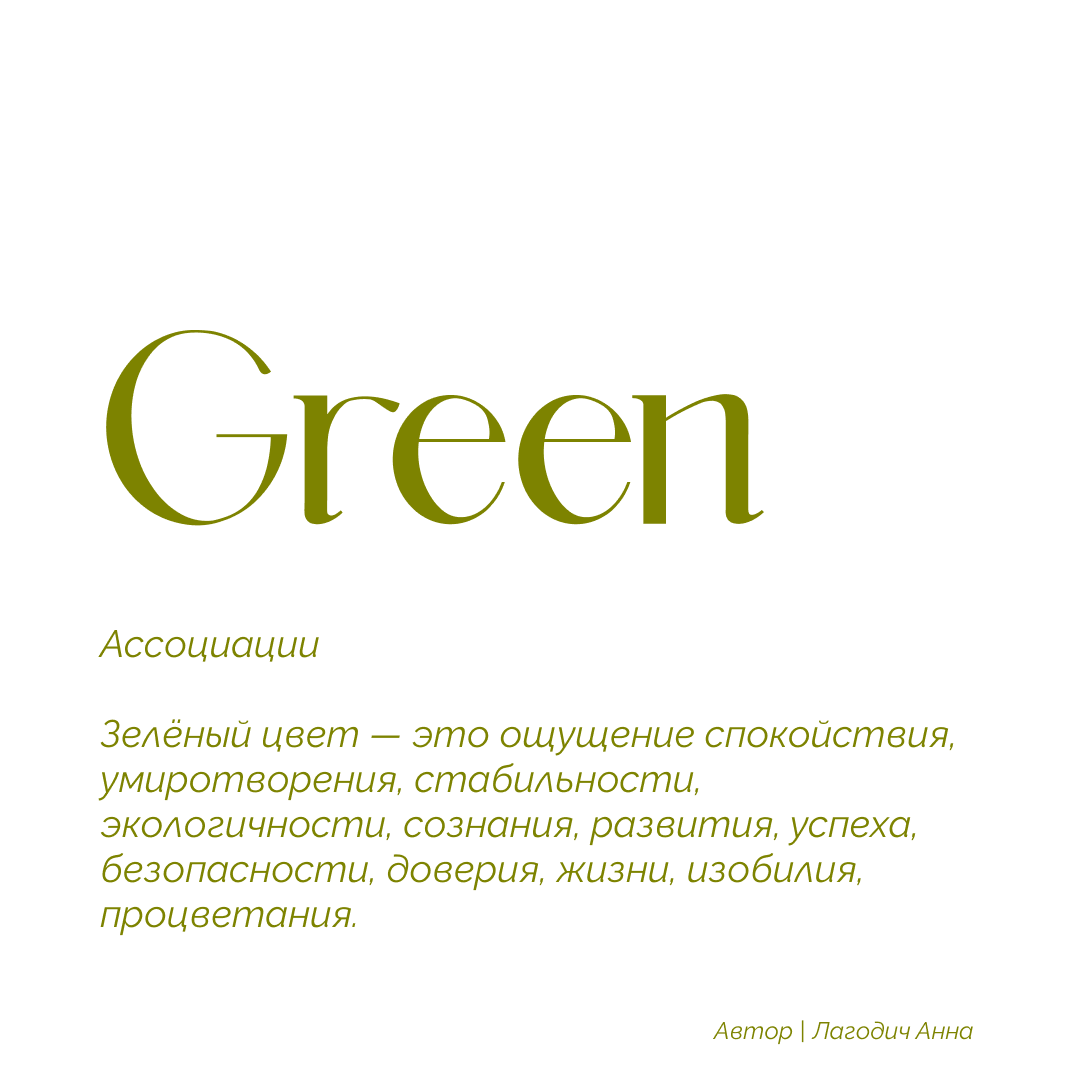 Green
Ассоциации
Зелёный цвет — это ощущение спокойствия,
умиротворения, стабильности,
экологичности, сознания, развития, успеха,
безопасности, доверия, жизни, изобилия,
процветания.
Автор | Лагодич Анна